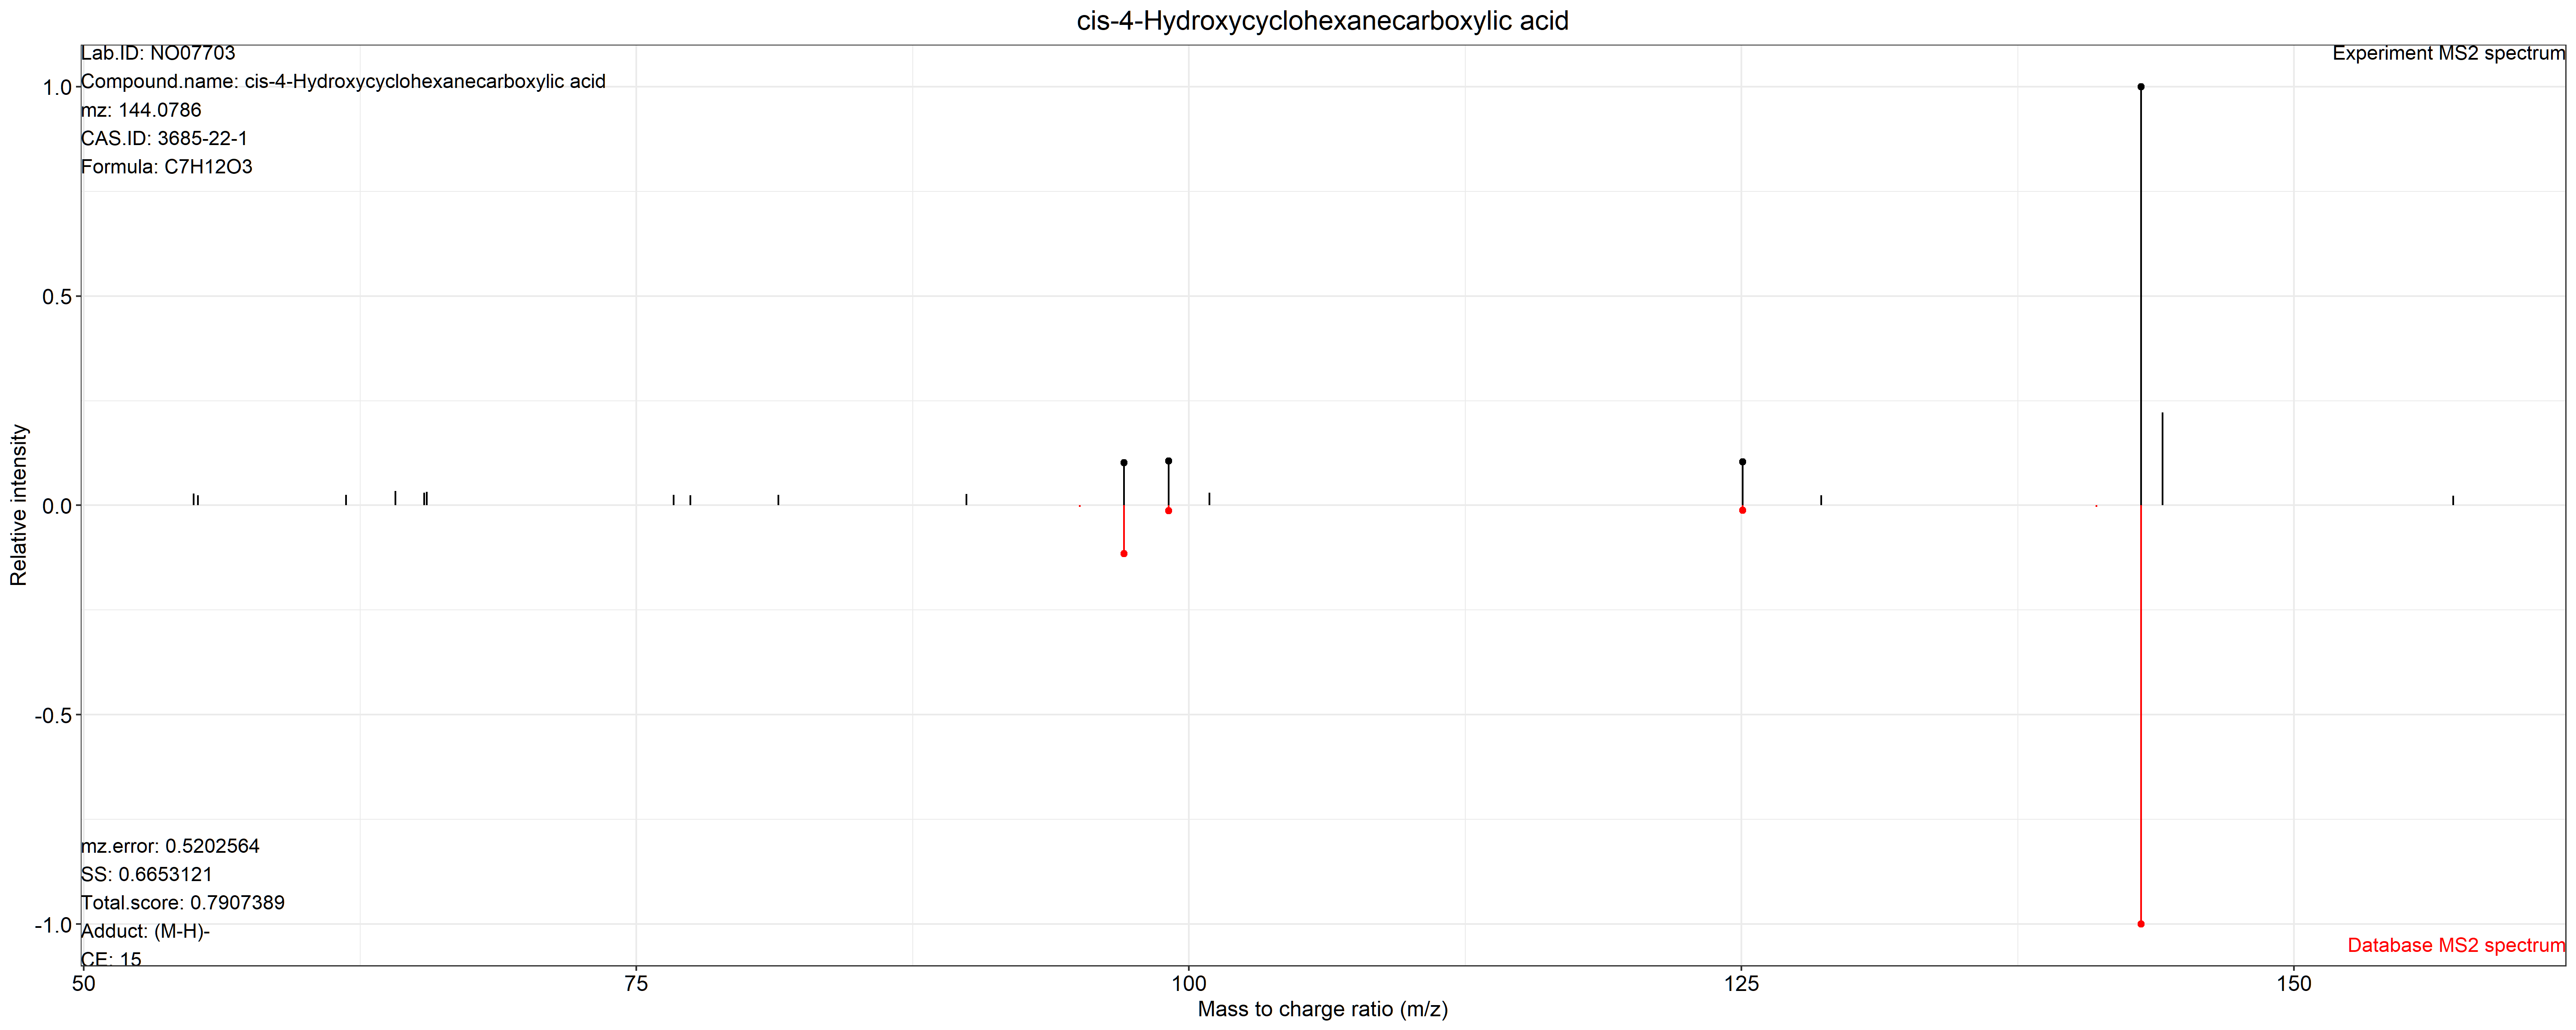 cis-4-Hydroxycyclohexanecarboxylic acid
Lab.ID: NO07703
Experiment MS2 spectrum
Compound.name: cis-4-Hydroxycyclohexanecarboxylic acid
mz: 144.0786
CAS.ID: 3685-22-1
Formula: C7H12O3
1.0
0.5
0.0
-0.5
-1.0
Relative intensity
mz.error: 0.5202564
SS: 0.6653121
Total.score: 0.7907389
Adduct: (M-H)-
CE: 15
Database MS2 spectrum
50 75 100 125 150
Mass to charge ratio (m/z)